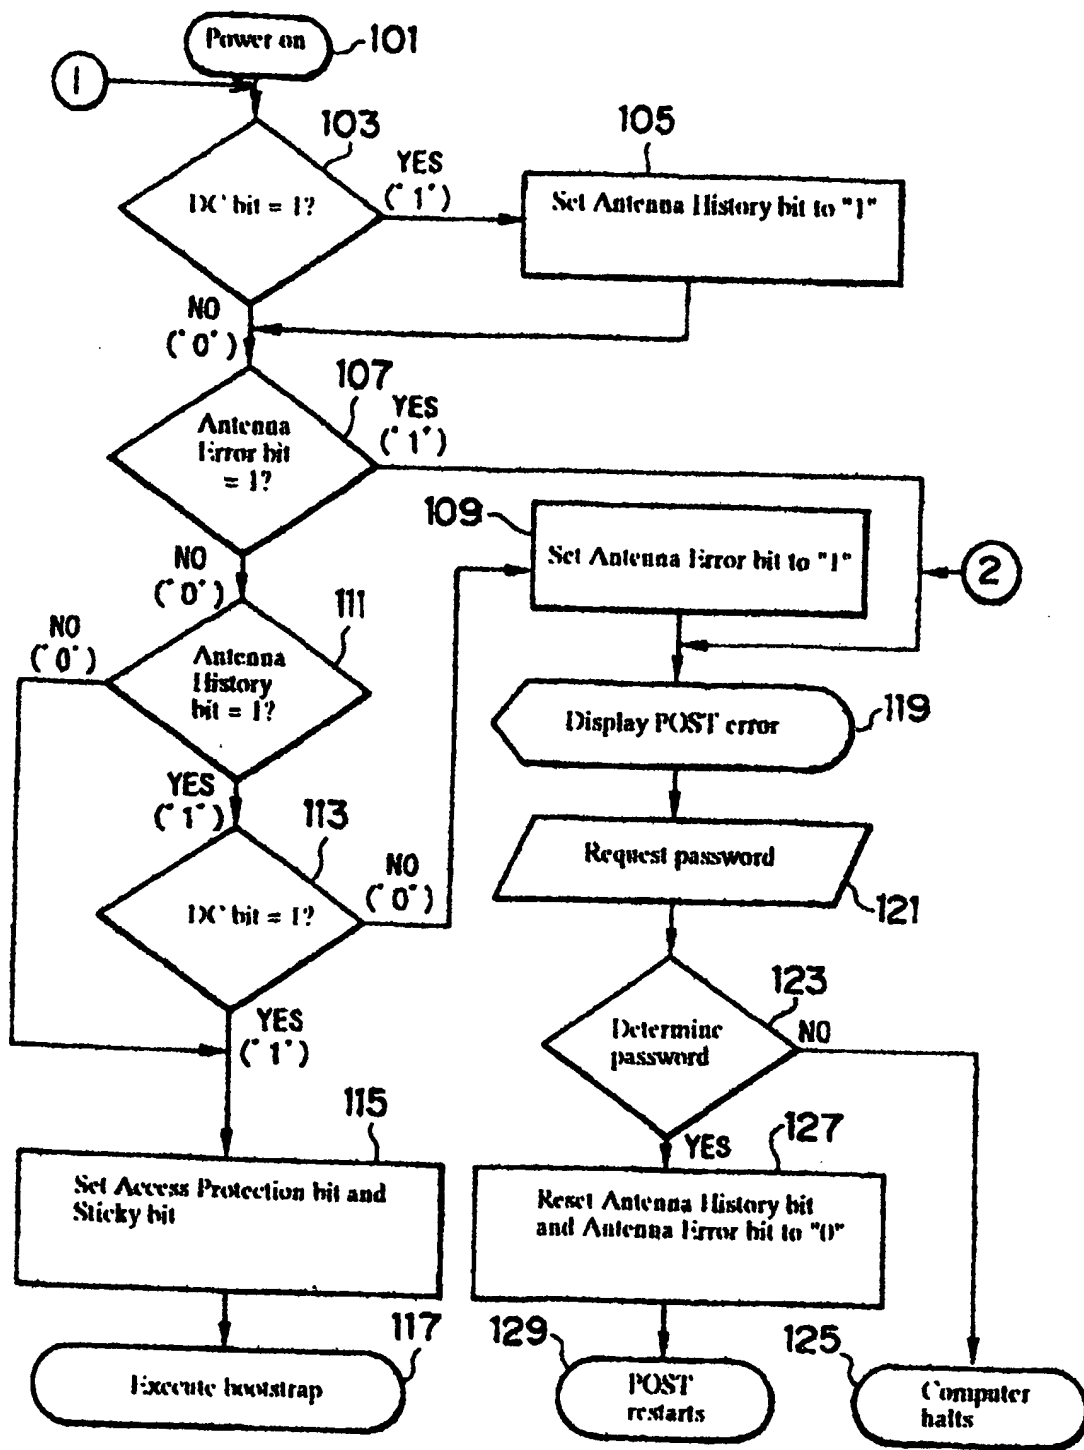 Power on
101
1
103
DC bit = 1?
YES
("1")
105
Set Antenna History bit to "1"
NO
("0")
107
Antenna
Error bit
= 1?
YES
("1")
109
Set Antenna Error bit to "1"
2
NO
("0")
111
NO
("0")
Antenna
History
bit = 1?
119
Display POST error
YES
("1")
113
DC bit = 1?
NO
("0")
Request password
121
123
Determine
password
NO
YES
("1")
115
Set Access Protection bit and
Sticky bit
YES
127
Reset Antenna History bit
and Antenna Error bit to "0"
117
Execute bootstrap
129
POST
restarts
125
Computer
halts